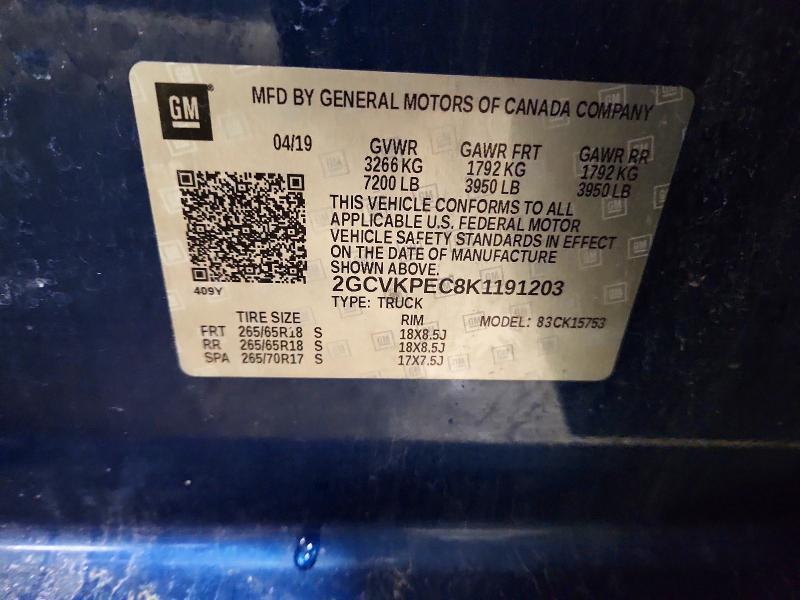 GM
MFD BY GENERAL MOTORS OF CANADA COMPANY
04/19
GVWR GAWR FRT GAWR RR
3266 KG 1792 KG 1792 KG
7200 LB 3950 LB 3950 LB
THIS VEHICLE CONFORMS TO ALL
APPLICABLE U.S. FEDERAL MOTOR
VEHICLE SAFETY STANDARDS IN EFFECT
ON THE DATE OF MANUFACTURE
SHOWN ABOVE.
409Y
2GCVKPEC8K1191203
TYPE: TRUCK
TIRE SIZE RIM MODEL: 83CK15753
FRT 265/65R18 S 18X8.5J
RR 265/65R18 S 18X8.5J
SPA 265/70R17 S 17X7.5J